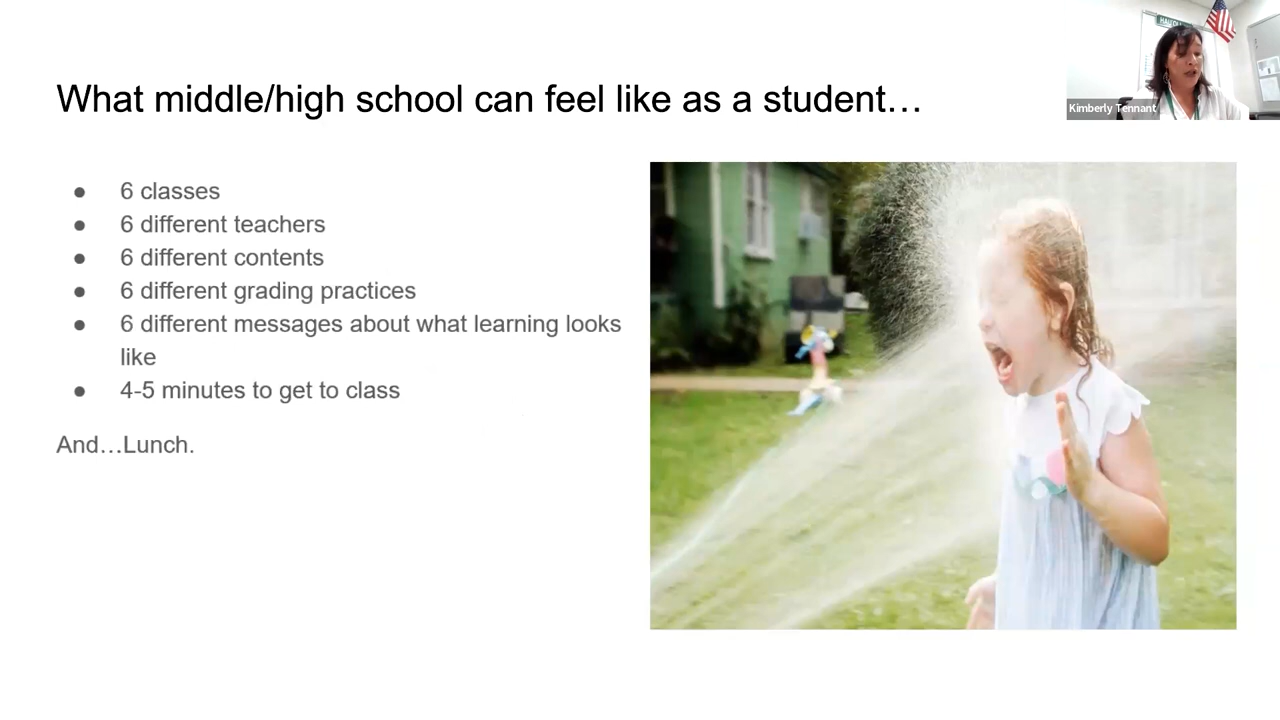 What middle/high school can feel like as a student…
Kimberly Tennant
● 6 classes
● 6 different teachers
● 6 different contents
● 6 different grading practices
● 6 different messages about what learning looks
like
● 4-5 minutes to get to class
And…Lunch.